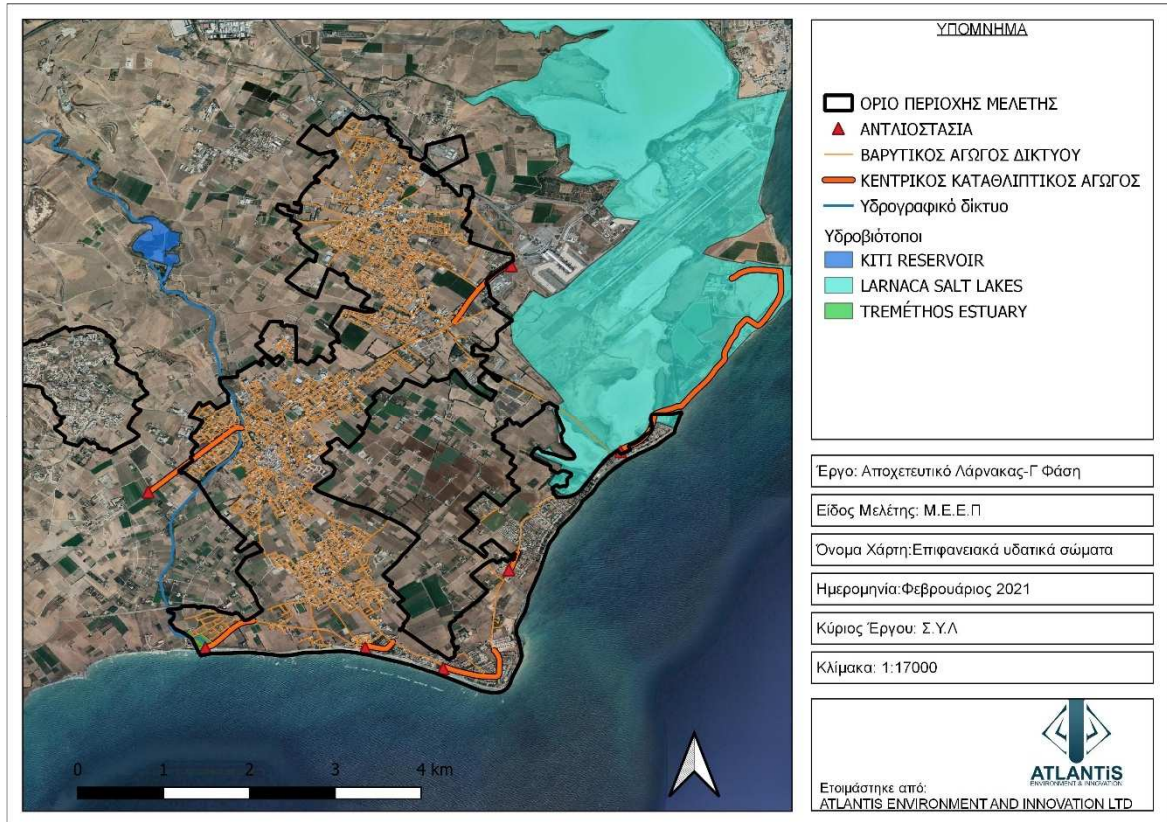 ΥΠΟΜΝΗΜΑ
ΟΡΙΟ ΠΕΡΙΟΧΗΣ ΜΕΛΕΤΗΣ
ΑΝΤΛΙΟΣΤΑΣΙΑ
ΒΑΡΥΤΙΚΟΣ ΑΓΩΓΟΣ ΔΙΚΤΥΟΥ
ΚΕΝΤΡΙΚΟΣ ΚΑΤΑΘΛΙΠΤΙΚΟΣ ΑΓΩΓΟΣ
Υδρογραφικό δίκτυο
Υδροβιότοποι
KITI RESERVOIR
LARNACA SALT LAKES
TREMÉTHOS ESTUARY
Έργο: Αποχετευτικό Λάρνακας-Γ Φάση
Είδος Μελέτης: Μ.Ε.Ε.Π
Όνομα Χάρτη:Επιφανειακά υδατικά σώματα
Ημερομηνία:Φεβρουάριος 2021
Κύριος Έργου: Σ.Υ.Λ
Κλίμακα: 1:17000
ATLANTiS
ENVIRONMENT & INNOVATION
Ετοιμάστηκε από:
ATLANTIS ENVIRONMENT AND INNOVATION LTD
0 1 2 3 4 km